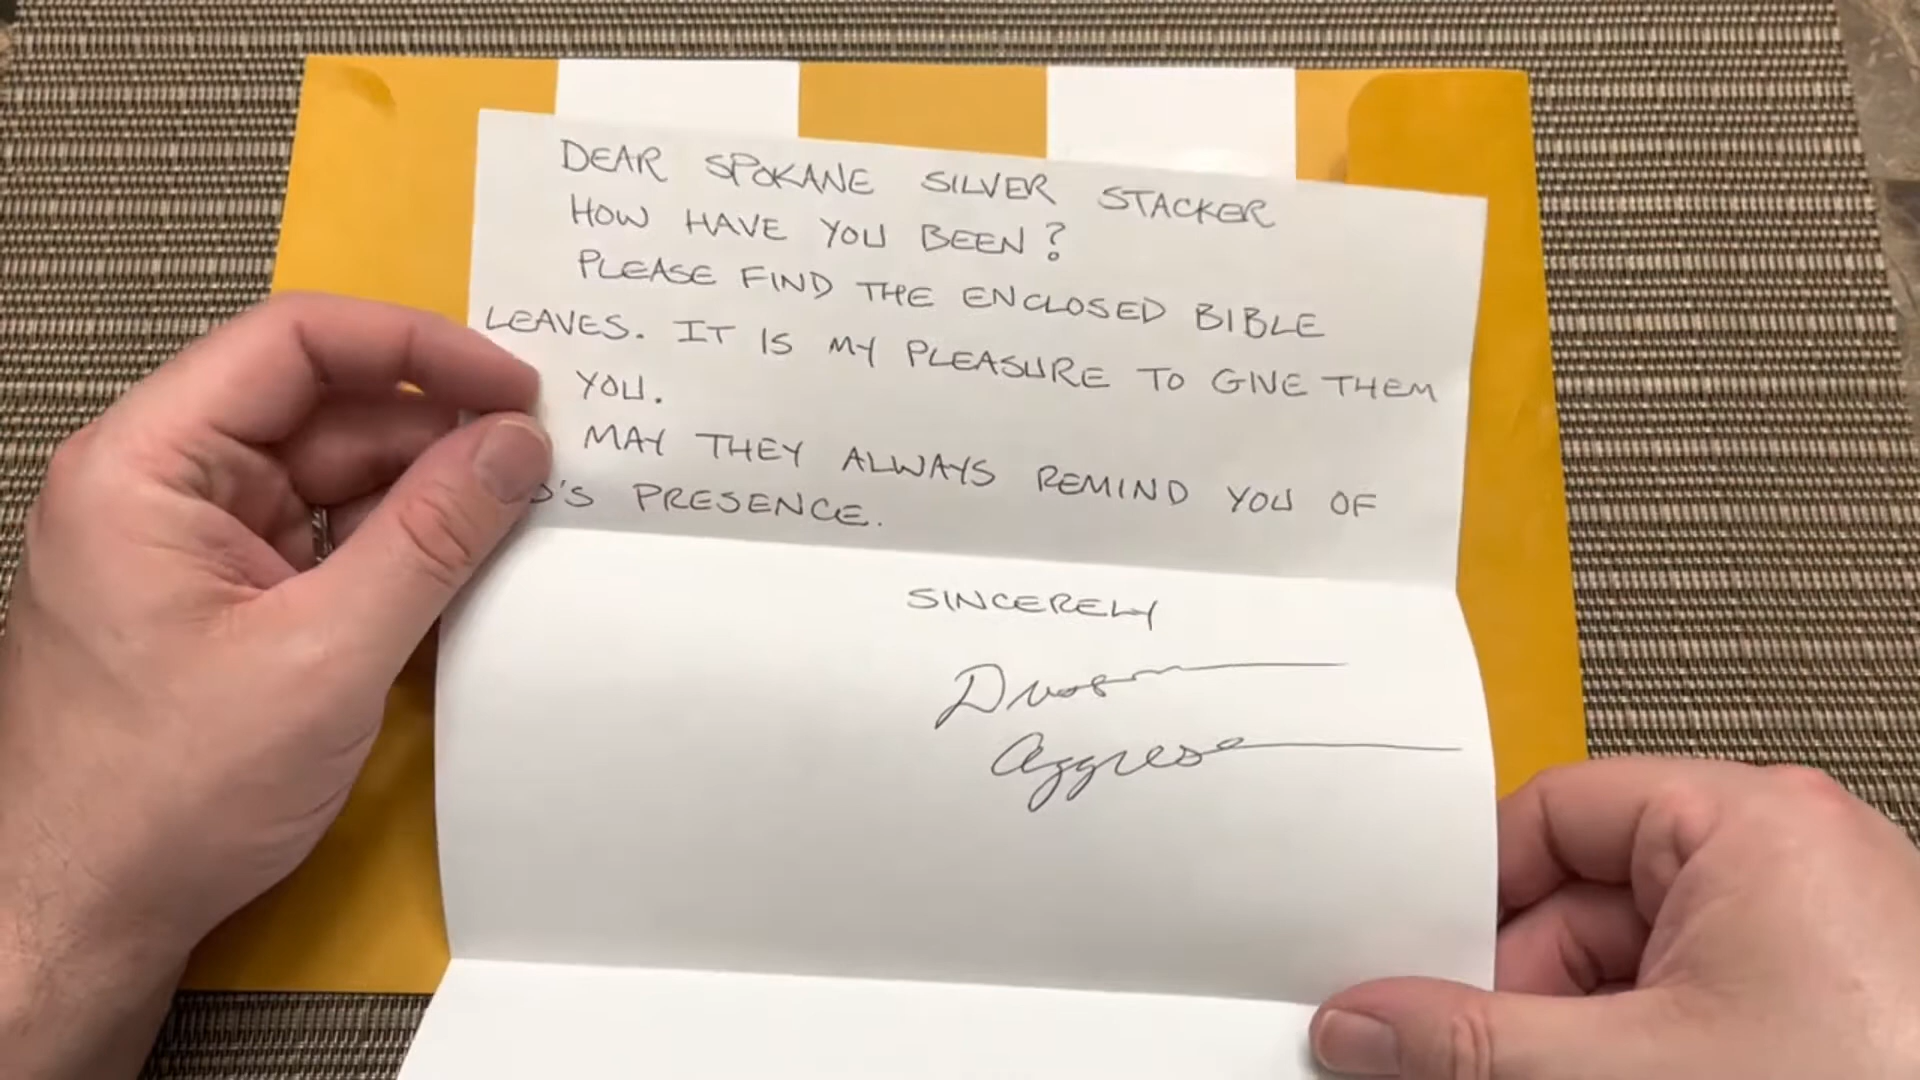 DEAR SPOKANE SILVER STACKER
HOW HAVE YOU BEEN?
PLEASE FIND THE ENCLOSED BIBLE
LEAVES. IT IS MY PLEASURE TO GIVE THEM
YOU.
MAY THEY ALWAYS REMIND YOU OF
'S PRESENCE.
SINCERELY